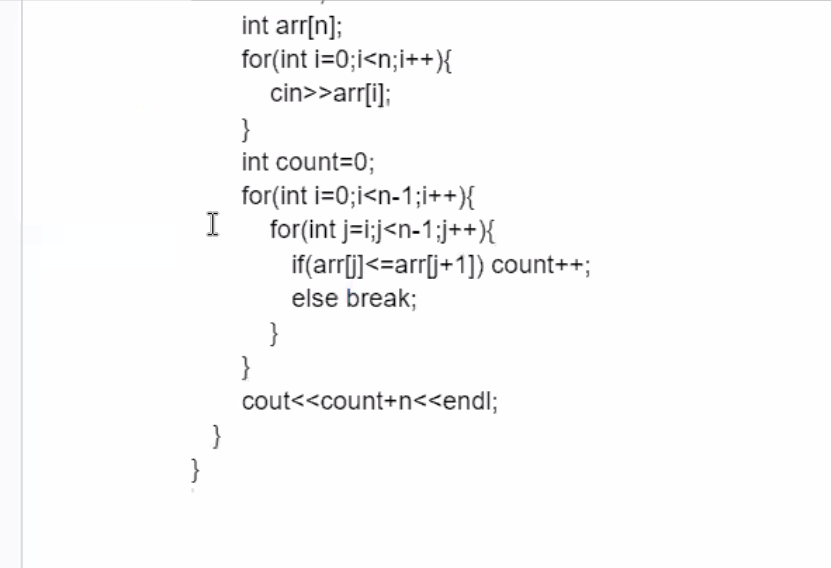 int arr[n];
for(int i=0;i<n;i++){
cin>>arr[i];
}
int count=0;
for(int i=0;i<n-1;i++){
for(int j=i;j<n-1;j++){
if(arr[j]<=arr[j+1]) count++;
else break;
}
}
cout<<count+n<<endl;
}
}